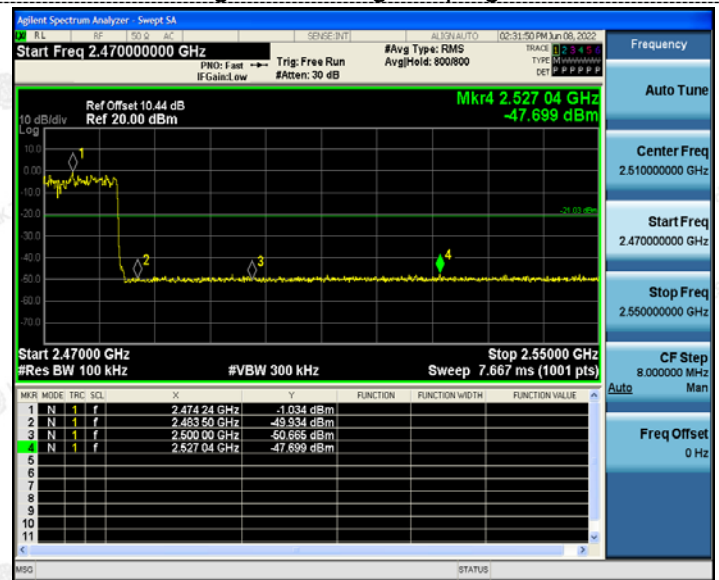 Agilent Spectrum Analyzer - Swept SA
RL RF 50 Ω AC SENSE:INT ALIGNAUTO 02:31:50 PM Jun 08, 2022
Start Freq 2.470000000 GHz
PNO: Fast
IFGain:Low
Trig: Free Run
#Atten: 30 dB
#Avg Type: RMS
Avg|Hold: 800/800
TRACE 1 2 3 4 5 6
TYPE M WWWWW
DET P P P P P P
Frequency
Auto Tune
Center Freq
2.510000000 GHz
Start Freq
2.470000000 GHz
Stop Freq
2.550000000 GHz
CF Step
8.000000 MHz
Auto Man
Freq Offset
0 Hz
Ref Offset 10.44 dB
10 dB/div Ref 20.00 dBm
Log
Mkr4 2.527 04 GHz
-47.699 dBm
10.0
0.00
-10.0
-20.0
-30.0
-40.0
-50.0
-60.0
-70.0
-21.03 dBm
1
2
3
4
Start 2.47000 GHz Stop 2.55000 GHz
#Res BW 100 kHz #VBW 300 kHz Sweep 7.667 ms (1001 pts)
MKR MODE TRC SCL X Y FUNCTION FUNCTION WIDTH FUNCTION VALUE
1 N 1 f 2.474 24 GHz -1.034 dBm
2 N 1 f 2.483 50 GHz -49.934 dBm
3 N 1 f 2.500 00 GHz -50.665 dBm
4 N 1 f 2.527 04 GHz -47.699 dBm
5
6
7
8
9
10
11
MSG STATUS